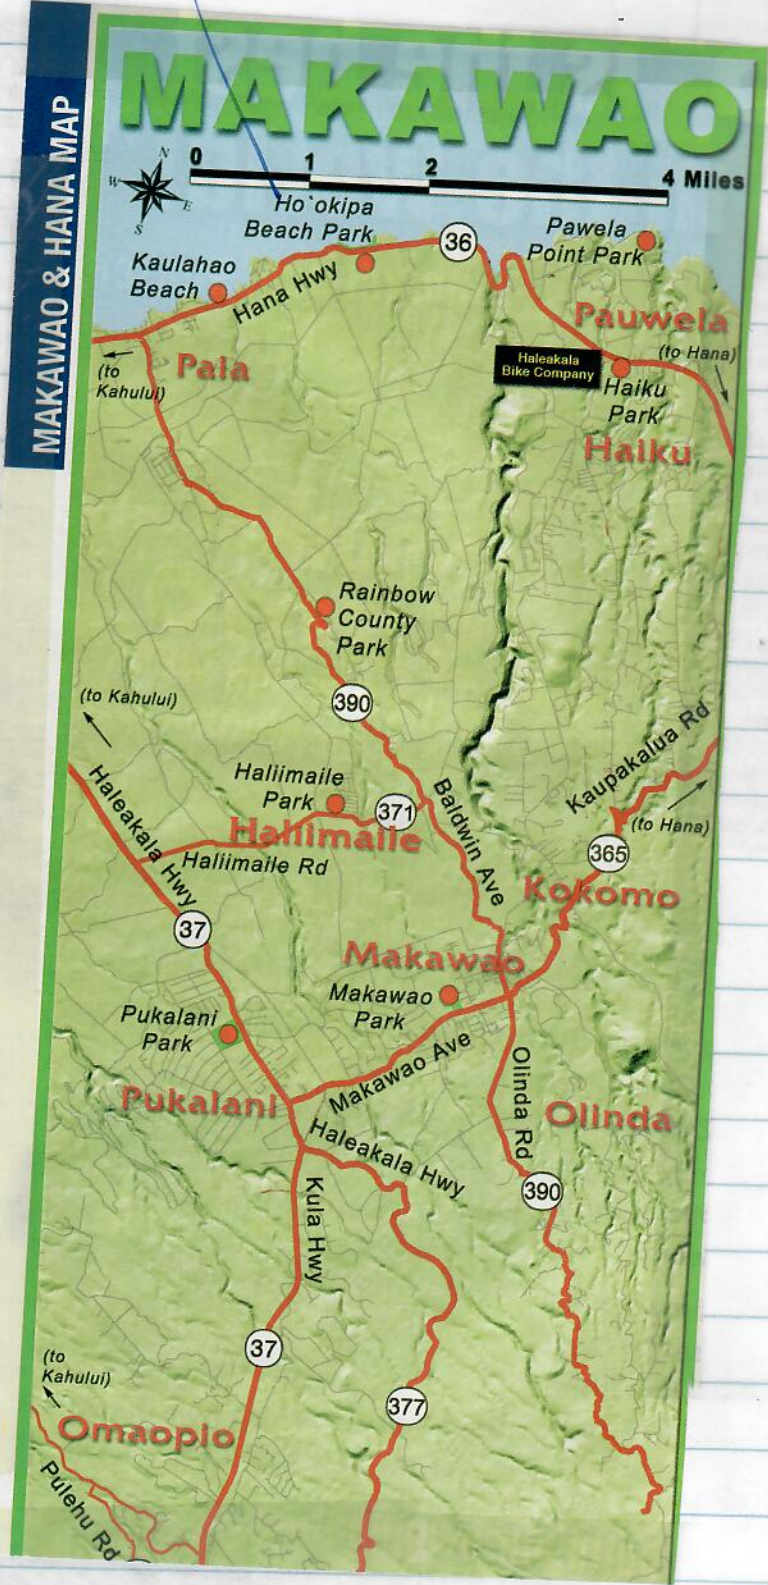 MAKAWAO & HANA MAP
MAKAWAO
N
W
E
S
0 1 2 4 Miles
Ho`okipa
Beach Park
36
Pawela
Point Park
Kaulahao
Beach
Hana Hwy
Pauwela
(to Hana)
(to
Kahului)
Paia
Haleakala
Bike Company
Haiku
Park
Haiku
Rainbow
County
Park
390
(to Kahului)
Kaupakalua Rd
(to Hana)
Haliimaile
Park
371
Baldwin Ave
Haleakala Hwy
Haliimaile
Haliimaile Rd
365
Kokomo
37
Makawao
Makawao
Park
Pukalani
Park
Makawao Ave
Olinda Rd
Pukalani
Olinda
Haleakala Hwy
390
Kula Hwy
37
(to
Kahului)
377
Omaopio
Pulehu Rd